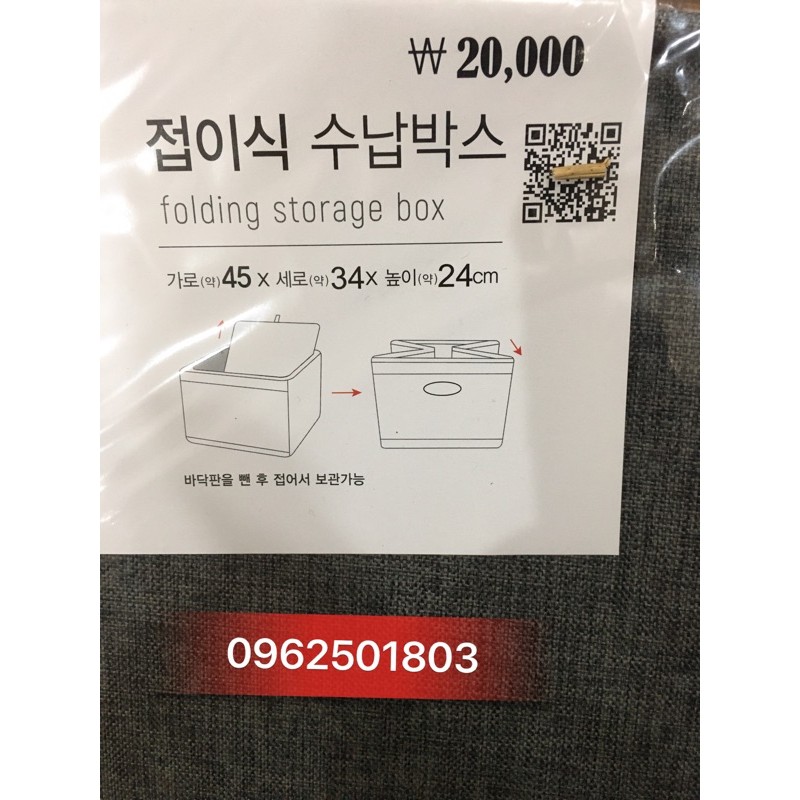 ₩ 20,000
접이식 수납박스
folding storage box
가로(약)45 x 세로(약)34x 높이(약)24cm
바닥판을 뺀 후 접어서 보관가능
0962501803